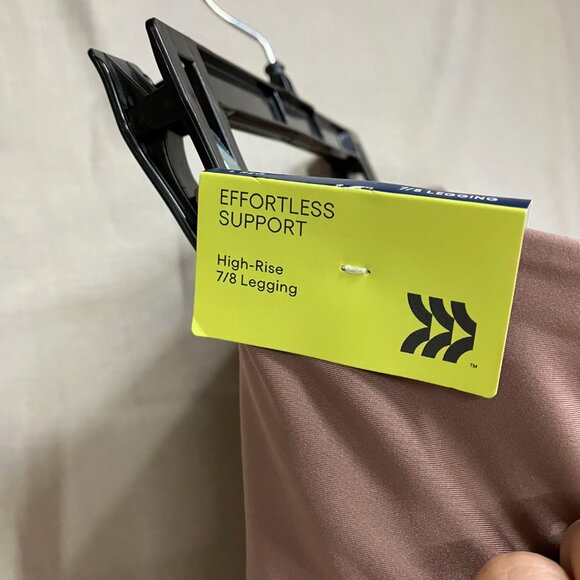 7/8 LEGGING
EFFORTLESS
SUPPORT
High-Rise
7/8 Legging
TM